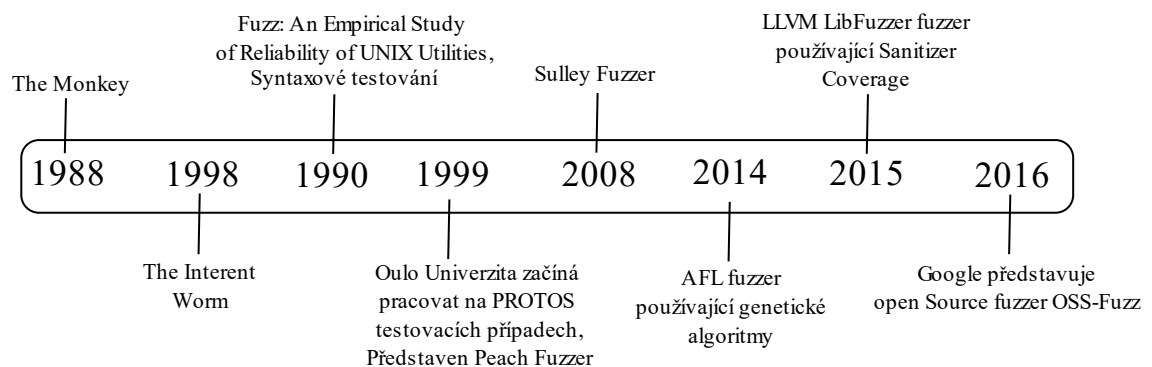 Fuzz: An Empirical Study
of Reliability of UNIX Utilities,
Syntaxové testování
LLVM LibFuzzer fuzzer
používající Sanitizer
Coverage
The Monkey
Sulley Fuzzer
1988
1998
1990
1999
2008
2014
2015
2016
The Interent
Worm
Oulo Univerzita začíná
pracovat na PROTOS
testovacích případech,
Představen Peach Fuzzer
AFL fuzzer
používající genetické
algoritmy
Google představuje
open Source fuzzer OSS-Fuzz